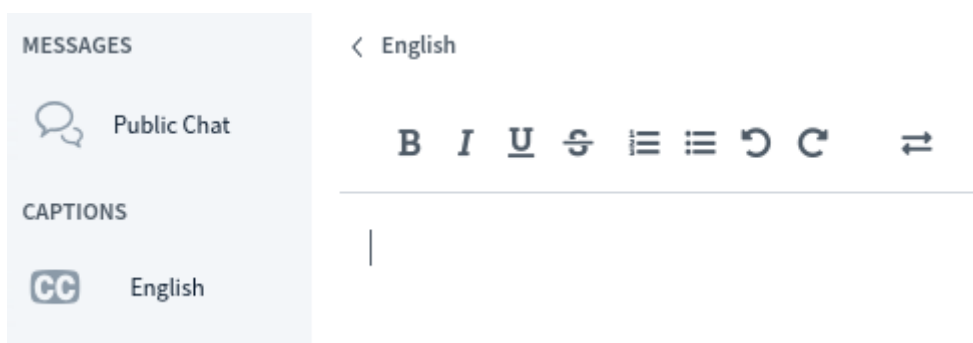 MESSAGES
Public Chat
CAPTIONS
CC English
< English
B I U S